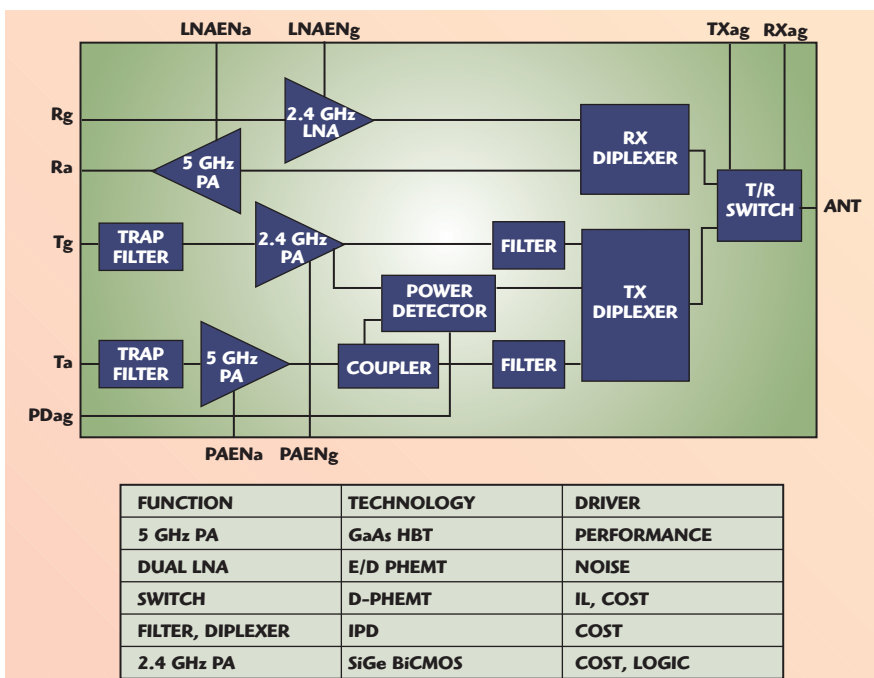 LNAENa LNAENg TXag RXag
Rg
2.4 GHz
LNA
RX
DIPLEXER
Ra
5 GHz
PA
T/R
SWITCH
ANT
Tg
TRAP
FILTER
2.4 GHz
PA
FILTER
POWER
DETECTOR
TX
DIPLEXER
Ta
TRAP
FILTER
5 GHz
PA
COUPLER
FILTER
PDag
PAENa PAENg
FUNCTION TECHNOLOGY DRIVER
5 GHz PA GaAs HBT PERFORMANCE
DUAL LNA E/D PHEMT NOISE
SWITCH D-PHEMT IL, COST
FILTER, DIPLEXER IPD COST
2.4 GHz PA SiGe BiCMOS COST, LOGIC